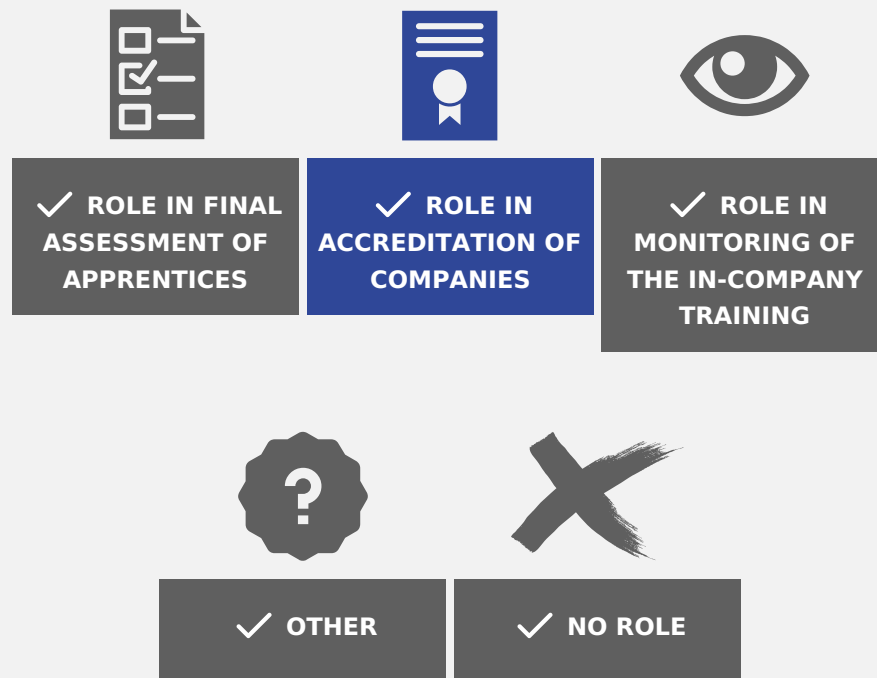 ✓ ROLE IN FINAL
ASSESSMENT OF
APPRENTICES
✓ ROLE IN
ACCREDITATION OF
COMPANIES
✓ ROLE IN
MONITORING OF
THE IN-COMPANY
TRAINING
?
✓ OTHER
✓ NO ROLE